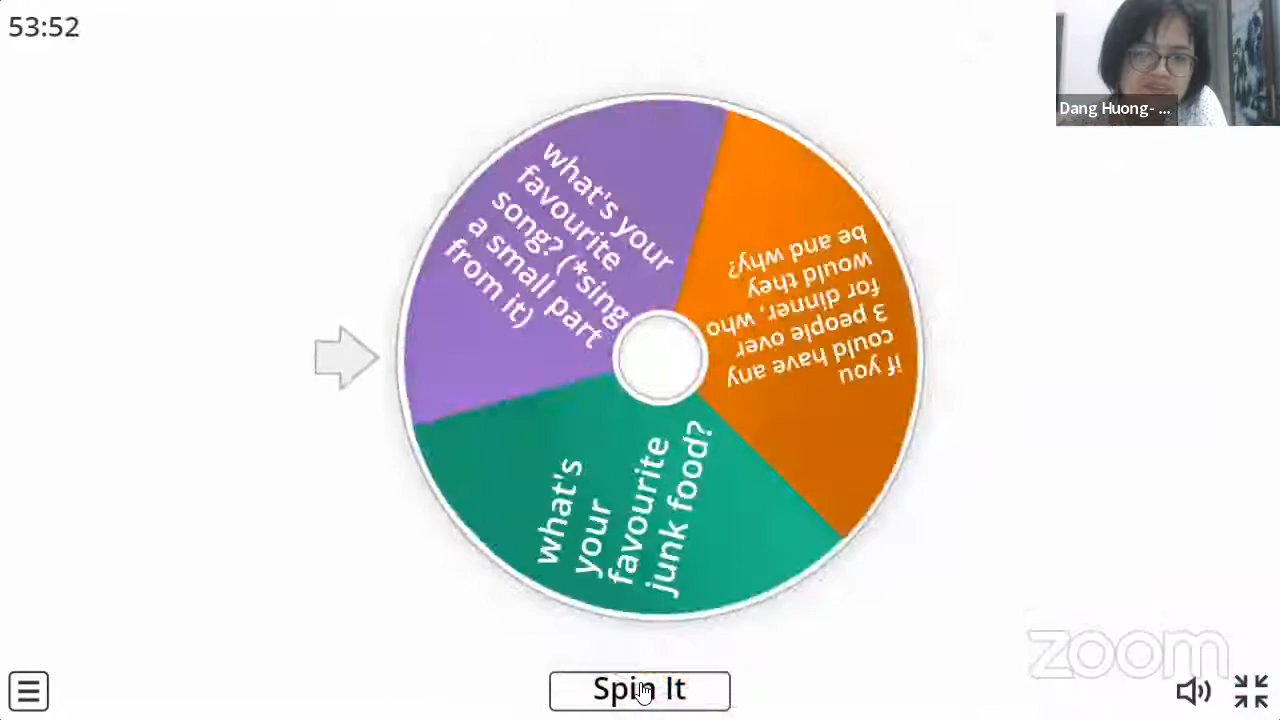 53:52
Dang Huong- ...
what's your
favourite
song? (*sing
a small part
from it)
if you
could have any
3 people over
for dinner, who
would they
be and why?
what's
your
favourite
junk food?
zoom
Spin It